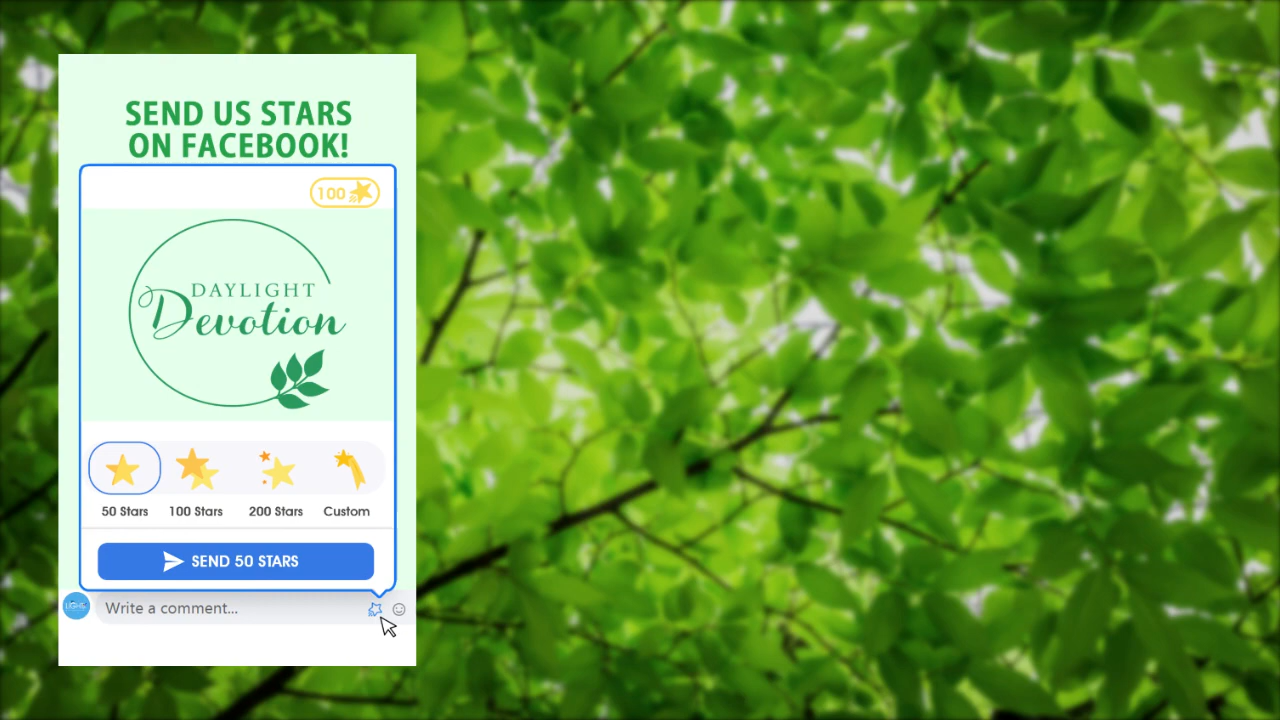 SEND US STARS
ON FACEBOOK!
100
DAYLIGHT
Devotion
50 Stars 100 Stars 200 Stars Custom
SEND 50 STARS
Write a comment...